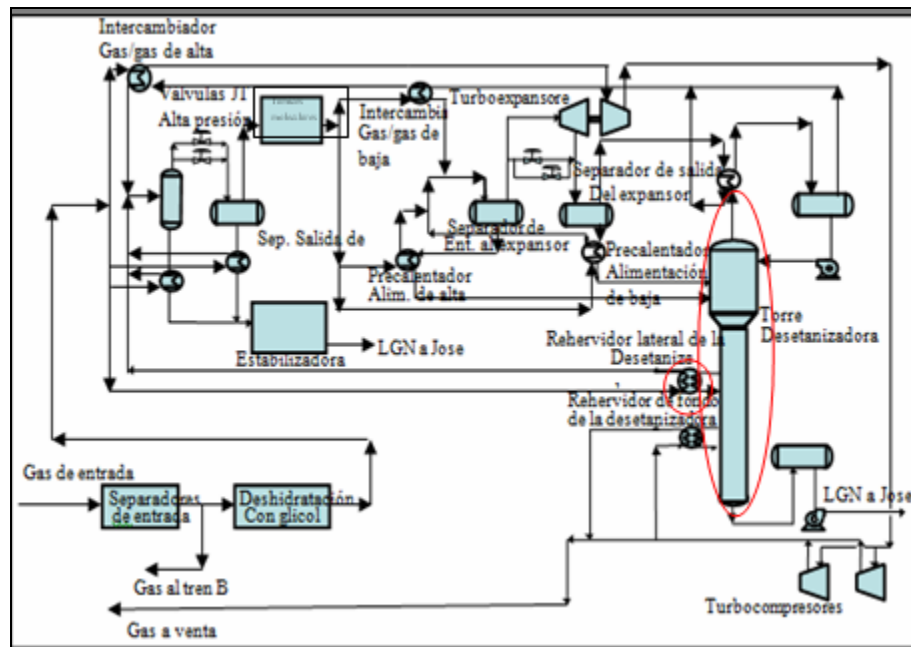 Intercambiador
Gas/gas de alta
Valvulas J1
Alta presión
Intercambia
Gas/gas de
baja
Turboexpansore
Separador de salida
Del expansor
Sep. Salida de
Separador de
Ent. al expansor
Precalentador
Alim. de alta
Precalentador
Alimentación
de baja
Torre
Desetanizadora
Estabilizadora
LGN a Jose
Rehervidor lateral de la
Desetaniza
Rehervidor de fondo
de la desetanizadora
Gas de entrada
Separadores
de entrada
Deshidratación
Con glicol
LGN a Jose
Gas al tren B
Turbocompresores
Gas a venta